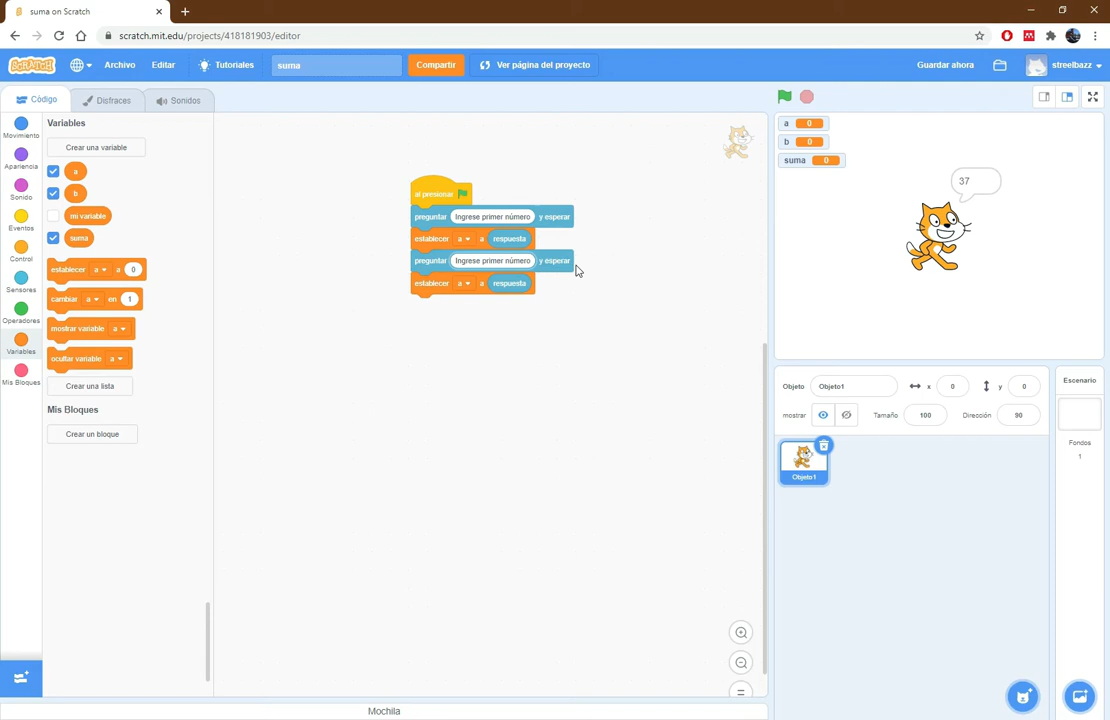 suma on Scratch
scratch.mit.edu/projects/418181903/editor
SCRATCH Archivo Editar Tutoriales suma Compartir Ver página del proyecto Guardar ahora streelbazz
Código Disfraces Sonidos
Movimiento
Apariencia
Sonido
Eventos
Control
Sensores
Operadores
Variables
Mis Bloques
Variables
Crear una variable
a
b
mi variable
suma
establecer a a 0
cambiar a en 1
mostrar variable a
ocultar variable a
Crear una lista
Mis Bloques
Crear un bloque
al presionar
preguntar Ingrese primer número y esperar
establecer a a respuesta
preguntar Ingrese primer número y esperar
establecer a a respuesta
Mochila
a 0
b 0
suma 0
37
Objeto Objeto1 x 0 y 0
mostrar Tamaño 100 Dirección 90
Objeto1
Escenario
Fondos
1